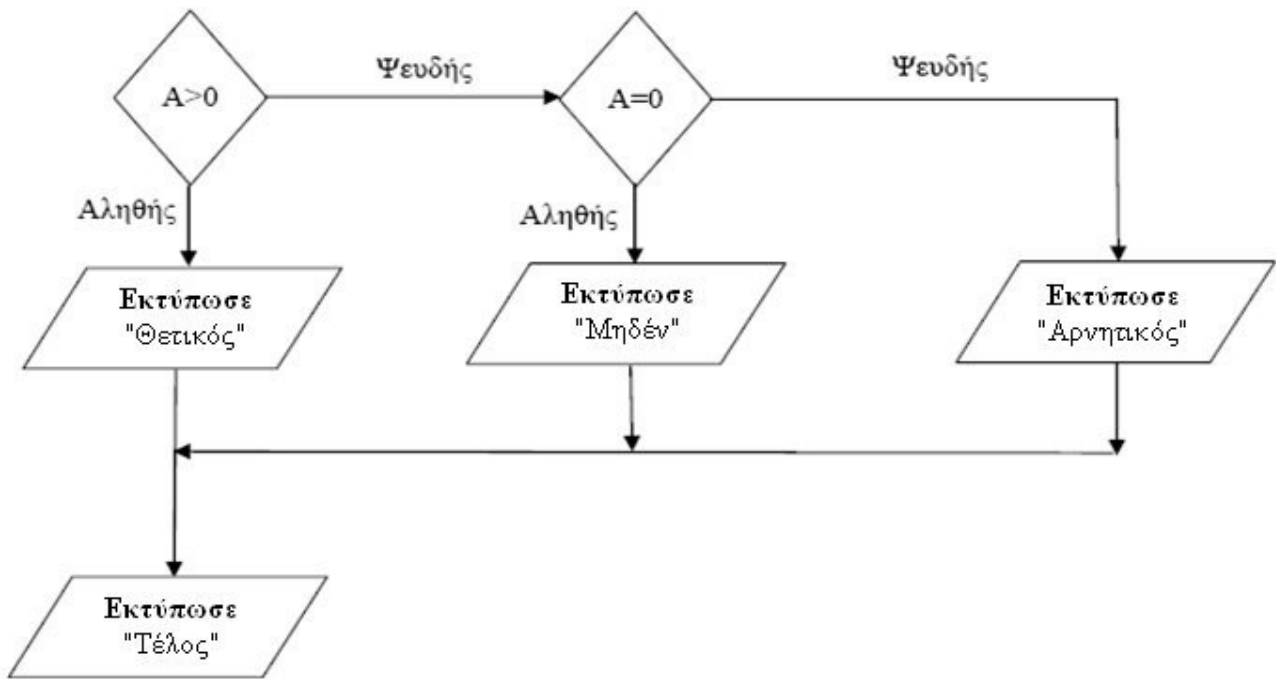 Ψευδής
Ψευδής
Α>0
Α=0
Αληθής
Αληθής
Εκτύπωσε
"Θετικός"
Εκτύπωσε
"Μηδέν"
Εκτύπωσε
"Αρνητικός"
Εκτύπωσε
"Τέλος"